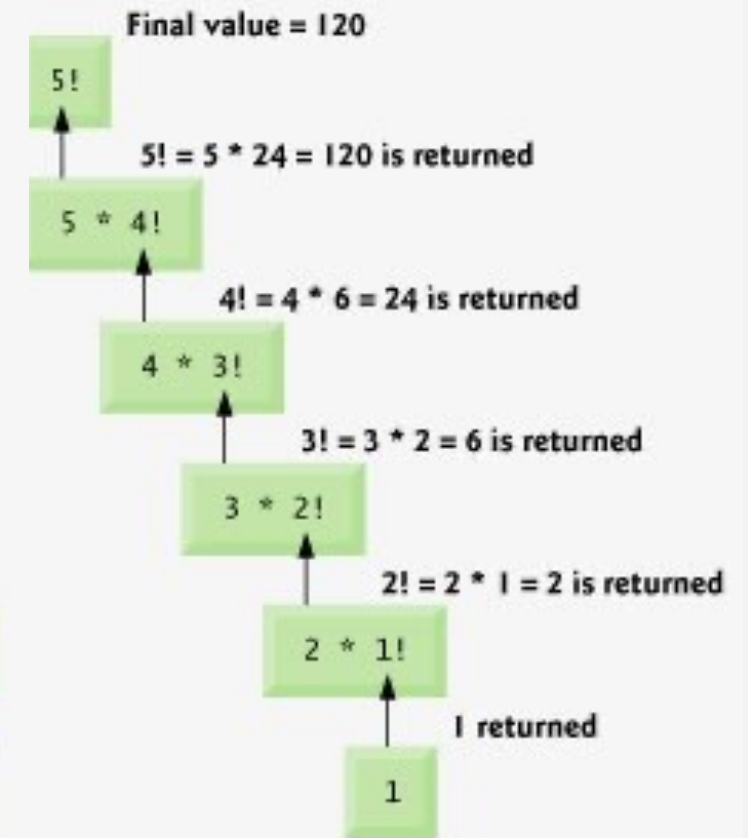 Final value = 120
5!
5! = 5 * 24 = 120 is returned
5 * 4!
4! = 4 * 6 = 24 is returned
4 * 3!
3! = 3 * 2 = 6 is returned
3 * 2!
2! = 2 * 1 = 2 is returned
2 * 1!
1 returned
1